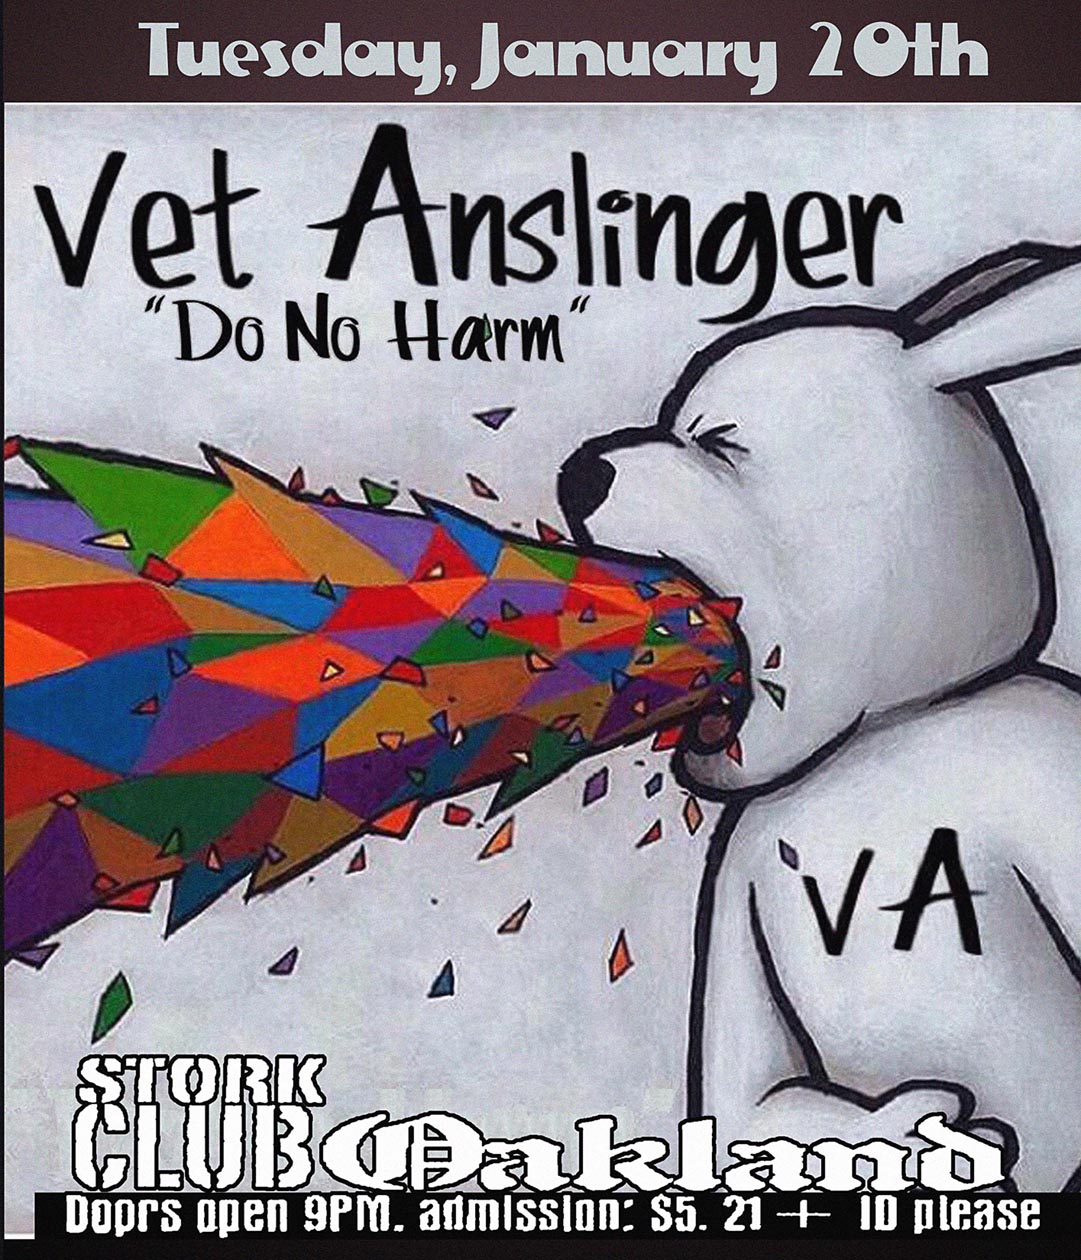 Tuesday, January 20th
Vet Anslinger
"Do No Harm"
VA
STORK
CLUB Oakland
Doprs open 9PM. admission: $5. 21 + ID please